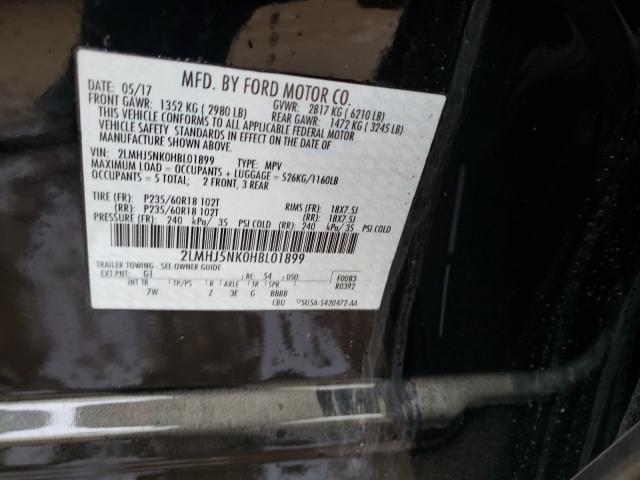 MFD. BY FORD MOTOR CO.
DATE: 05/17
FRONT GAWR: 1352 KG ( 2980 LB)
GVWR: 2817 KG ( 6210 LB)
REAR GAWR: 1472 KG ( 3245 LB)
THIS VEHICLE CONFORMS TO ALL APPLICABLE FEDERAL MOTOR
VEHICLE SAFETY STANDARDS IN EFFECT ON THE DATE OF
MANUFACTURE SHOWN ABOVE.
VIN: 2LMHJ5NK0HBL01899 TYPE: MPV
MAXIMUM LOAD = OCCUPANTS + LUGGAGE = 526KG/1160LB
OCCUPANTS = 5 TOTAL; 2 FRONT, 3 REAR
TIRE (FR): P235/60R18 102T RIMS (FR): 18X7.5J
(RR): P235/60R18 102T (RR): 18X7.5J
PRESSURE (FR): 240 kPa/ 35 PSI COLD (RR): 240 kPa/ 35 PSI COLD
2LMHJ5NK0HBL01899
TRAILER TOWING - SEE OWNER GUIDE
EXT PNT: G1 RC: 54 DSO: F0083
R0392
INT TR TP/PS R AXLE TR SPR
7W Z 3E G BBBB
CBU 5U5A-5420472-AA